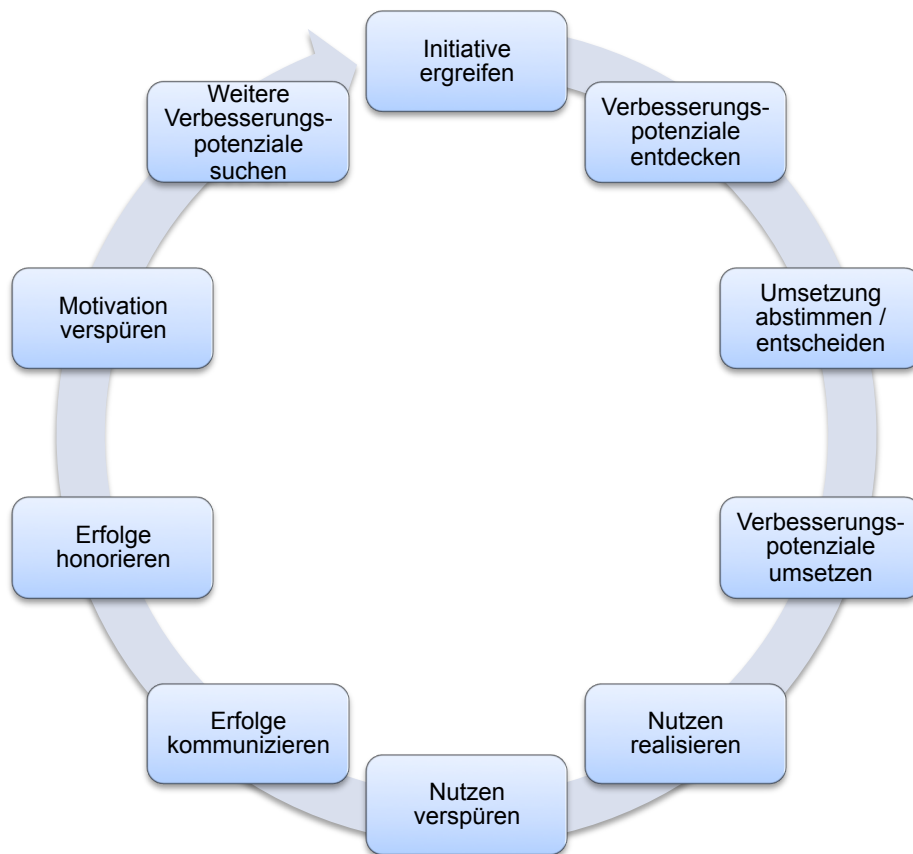 Initiative
ergreifen
Verbesserungs-
potenziale
entdecken
Umsetzung
abstimmen /
entscheiden
Verbesserungs-
potenziale
umsetzen
Nutzen
realisieren
Nutzen
verspüren
Erfolge
kommunizieren
Erfolge
honorieren
Motivation
verspüren
Weitere
Verbesserungs-
potenziale
suchen